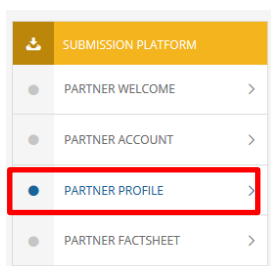 SUBMISSION PLATFORM
PARTNER WELCOME
PARTNER ACCOUNT
PARTNER PROFILE
PARTNER FACTSHEET